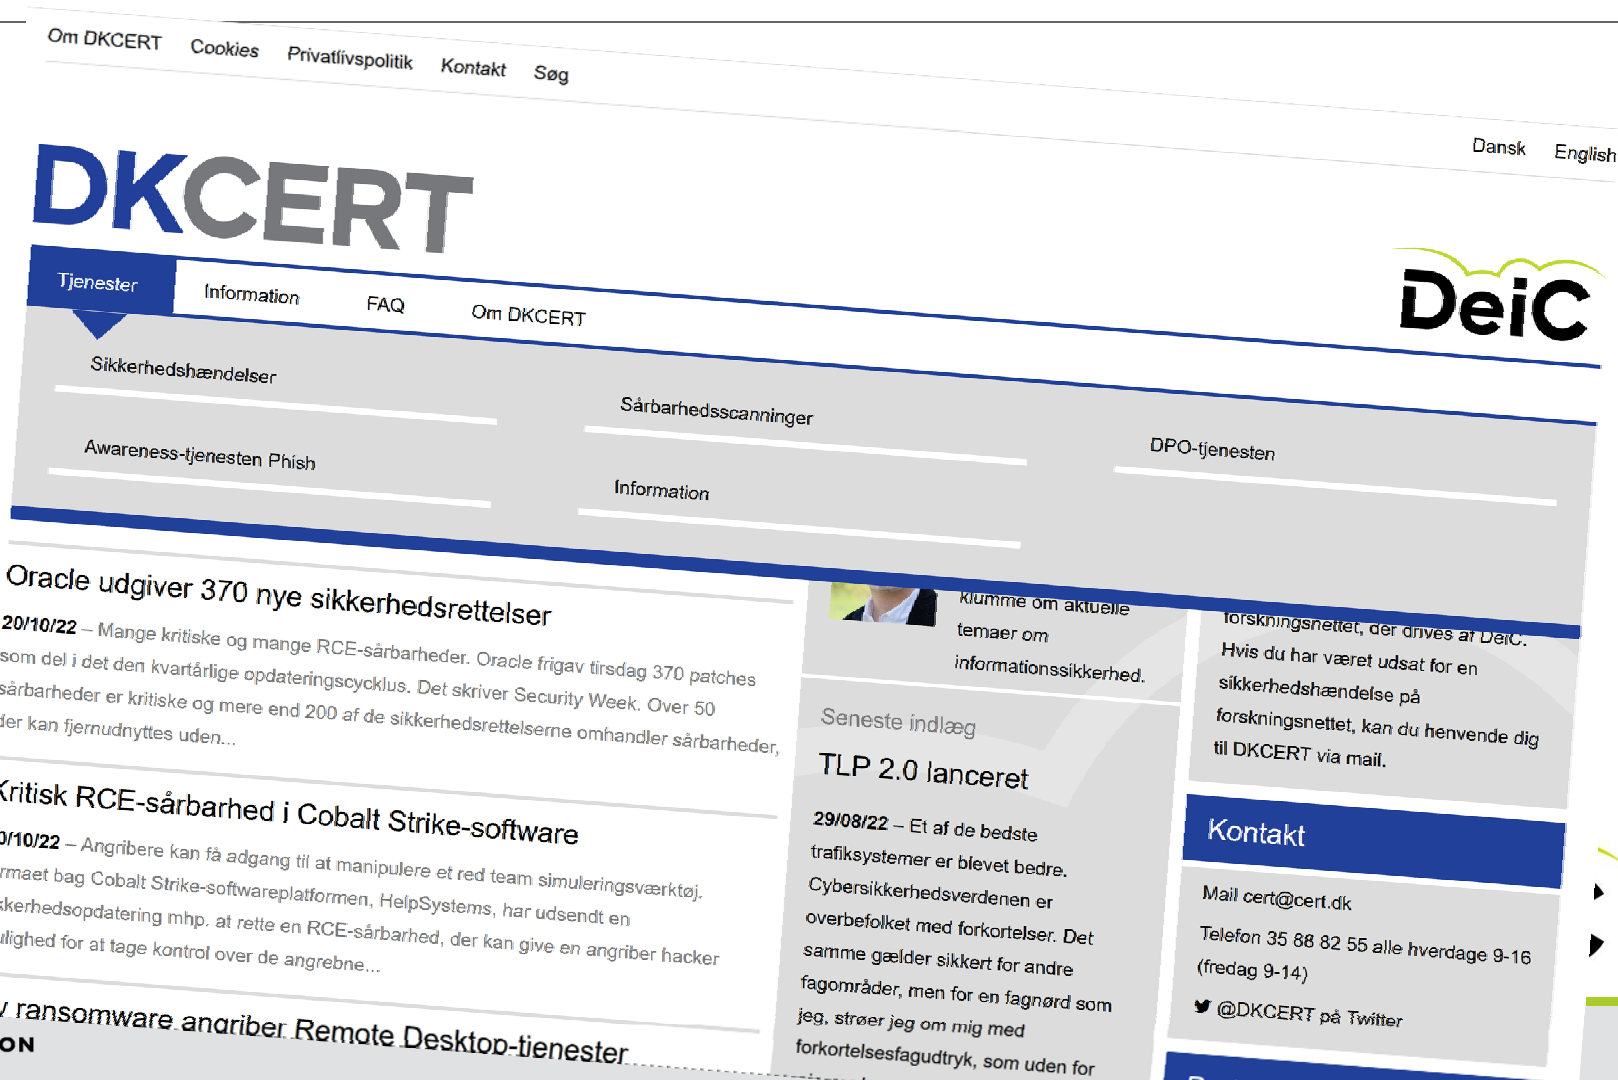 Om DKCERT Cookies Privatlivspolitik Kontakt Søg
Dansk English
DKCERT
DeiC
Tjenester Information FAQ Om DKCERT
Sikkerhedshændelser
Sårbarhedsscanninger
DPO-tjenesten
Awareness-tjenesten Phish
Information
Oracle udgiver 370 nye sikkerhedsrettelser
20/10/22 – Mange kritiske og mange RCE-sårbarheder. Oracle frigav tirsdag 370 patches
som del i det den kvartårlige opdateringscyklus. Det skriver Security Week. Over 50
sårbarheder er kritiske og mere end 200 af de sikkerhedsrettelserne omhandler sårbarheder,
der kan fjernudnyttes uden...
Kritisk RCE-sårbarhed i Cobalt Strike-software
0/10/22 – Angribere kan få adgang til at manipulere et red team simuleringsværktøj.
rmaet bag Cobalt Strike-softwareplatformen, HelpSystems, har udsendt en
kkerhedsopdatering mhp. at rette en RCE-sårbarhed, der kan give en angriber hacker
ulighed for at tage kontrol over de angrebne...
ransomware angriber Remote Desktop-tjenester
ON
klumme om aktuelle
temaer om
informationssikkerhed.
Seneste indlæg
TLP 2.0 lanceret
29/08/22 – Et af de bedste
trafiksystemer er blevet bedre.
Cybersikkerhedsverdenen er
overbefolket med forkortelser. Det
samme gælder sikkert for andre
fagområder, men for en fagnørd som
jeg, strøer jeg om mig med
forkortelsesfagudtryk, som uden for
forskningsnettet, der drives af DeiC.
Hvis du har været udsat for en
sikkerhedshændelse på
forskningsnettet, kan du henvende dig
til DKCERT via mail.
Kontakt
Mail cert@cert.dk
Telefon 35 88 82 55 alle hverdage 9-16
(fredag 9-14)
@DKCERT på Twitter